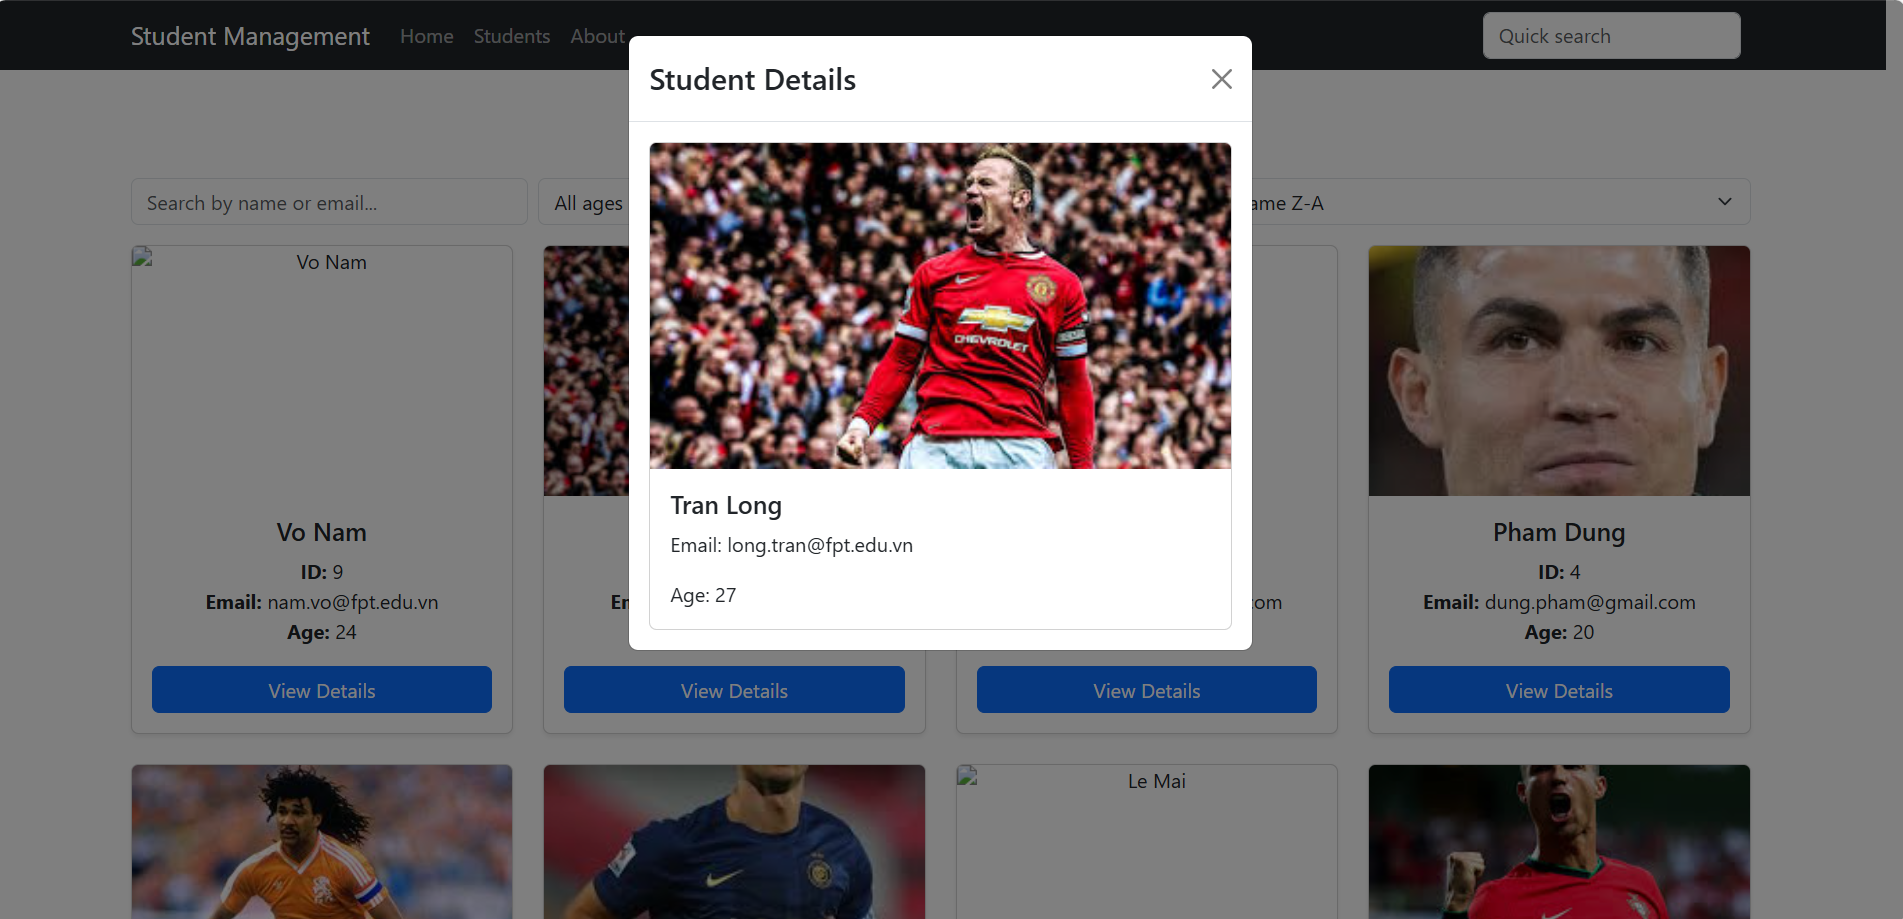 Student Management Home Students About
Quick search
Student Details
Search by name or email...
All ages
ame Z-A
CHEVROLET
Tran Long
Email: long.tran@fpt.edu.vn
Age: 27
Vo Nam
Vo Nam
ID: 9
Email: nam.vo@fpt.edu.vn
Age: 24
View Details
En
View Details
com
View Details
Pham Dung
ID: 4
Email: dung.pham@gmail.com
Age: 20
View Details
Le Mai